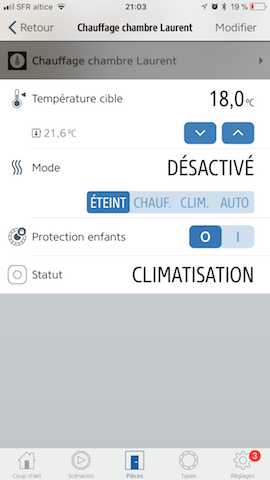 SFR altice 21:03 19 %
Retour Chauffage chambre Laurent Modifier
Chauffage chambre Laurent
Température cible 18,0°C
21,6°C
Mode DÉSACTIVÉ
ÉTEINT CHAUF. CLIM. AUTO
Protection enfants O I
Statut CLIMATISATION
Coup d'œil Scénarios Pièces Types Réglages
3